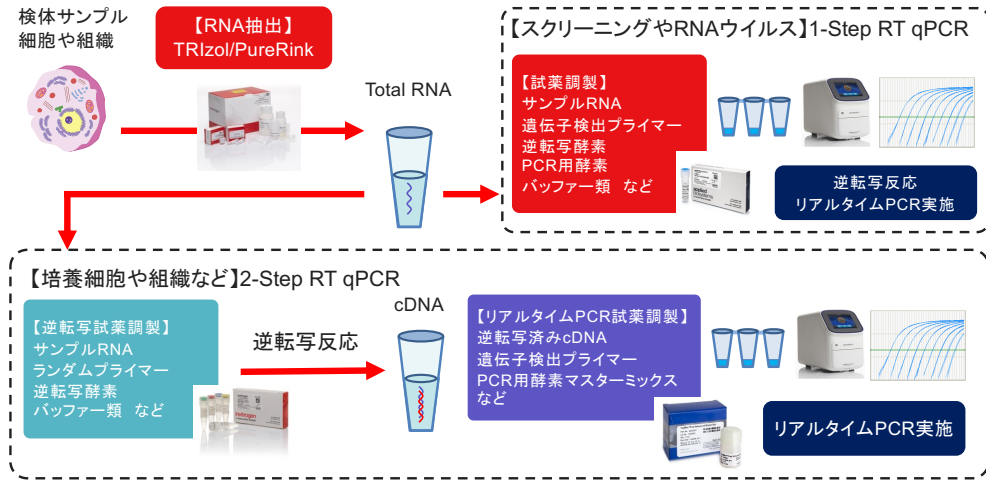 検体サンプル
細胞や組織
【RNA抽出】
TRIzol/PureRink
Total RNA
【スクリーニングやRNAウイルス】1-Step RT qPCR
【試薬調製】
サンプルRNA
遺伝子検出プライマー
逆転写酵素
PCR用酵素
バッファー類 など
applied
biosystems
逆転写反応
リアルタイムPCR実施
【培養細胞や組織など】2-Step RT qPCR
【逆転写試薬調製】
サンプルRNA
ランダムプライマー
逆転写酵素
バッファー類 など
invitrogen
逆転写反応
cDNA
【リアルタイムPCR試薬調製】
逆転写済みcDNA
遺伝子検出プライマー
PCR用酵素マスターミックス
など
リアルタイムPCR実施